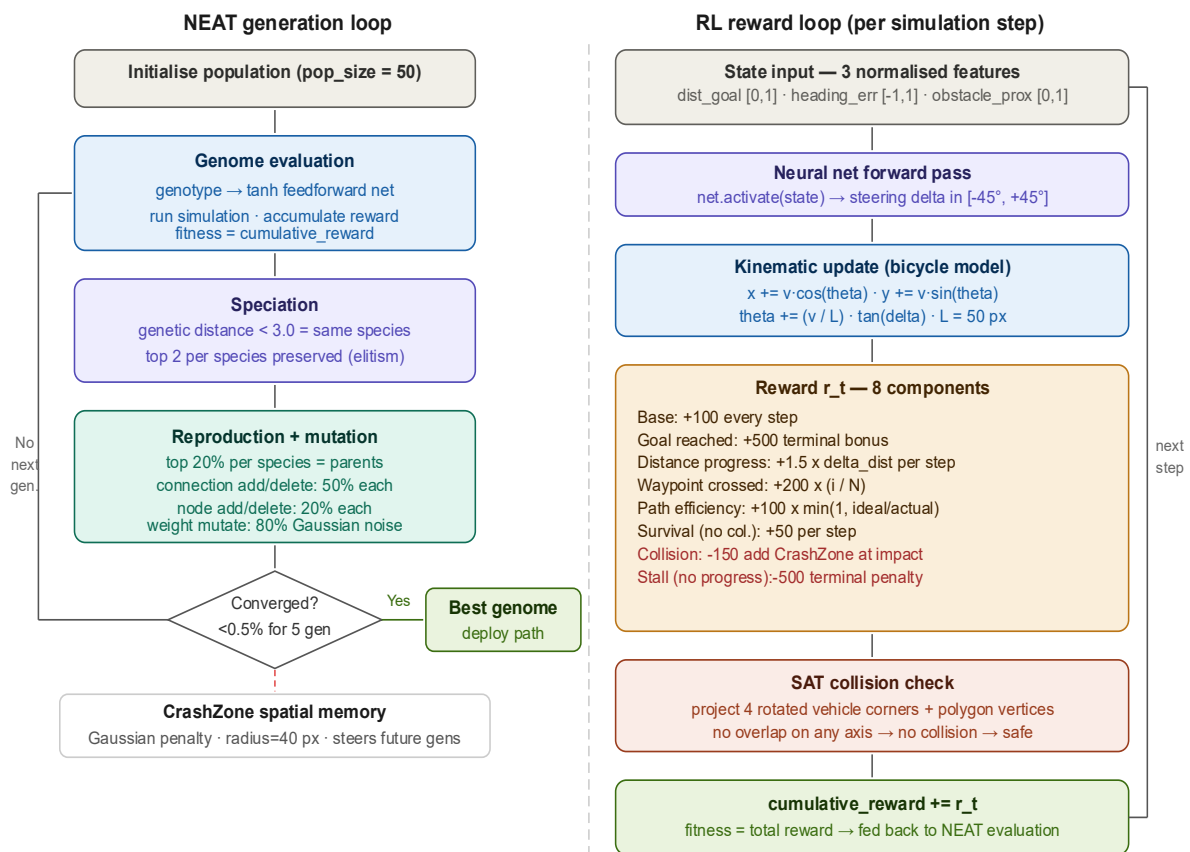 NEAT generation loop
Initialise population (pop_size = 50)
Genome evaluation
genotype → tanh feedforward net
run simulation · accumulate reward
fitness = cumulative_reward
Speciation
genetic distance < 3.0 = same species
top 2 per species preserved (elitism)
Reproduction + mutation
top 20% per species = parents
connection add/delete: 50% each
node add/delete: 20% each
weight mutate: 80% Gaussian noise
No
next
gen.
Converged?
<0.5% for 5 gen
Yes
Best genome
deploy path
CrashZone spatial memory
Gaussian penalty · radius=40 px · steers future gens
RL reward loop (per simulation step)
State input — 3 normalised features
dist_goal [0,1] · heading_err [-1,1] · obstacle_prox [0,1]
Neural net forward pass
net.activate(state) → steering delta in [-45°, +45°]
Kinematic update (bicycle model)
x += v·cos(theta) · y += v·sin(theta)
theta += (v / L) · tan(delta) · L = 50 px
Reward r_t — 8 components
Base: +100 every step
Goal reached: +500 terminal bonus
Distance progress: +1.5 x delta_dist per step
Waypoint crossed: +200 x (i / N)
Path efficiency: +100 x min(1, ideal/actual)
Survival (no col.): +50 per step
Collision: -150 add CrashZone at impact
Stall (no progress):-500 terminal penalty
next
step
SAT collision check
project 4 rotated vehicle corners + polygon vertices
no overlap on any axis → no collision → safe
cumulative_reward += r_t
fitness = total reward → fed back to NEAT evaluation